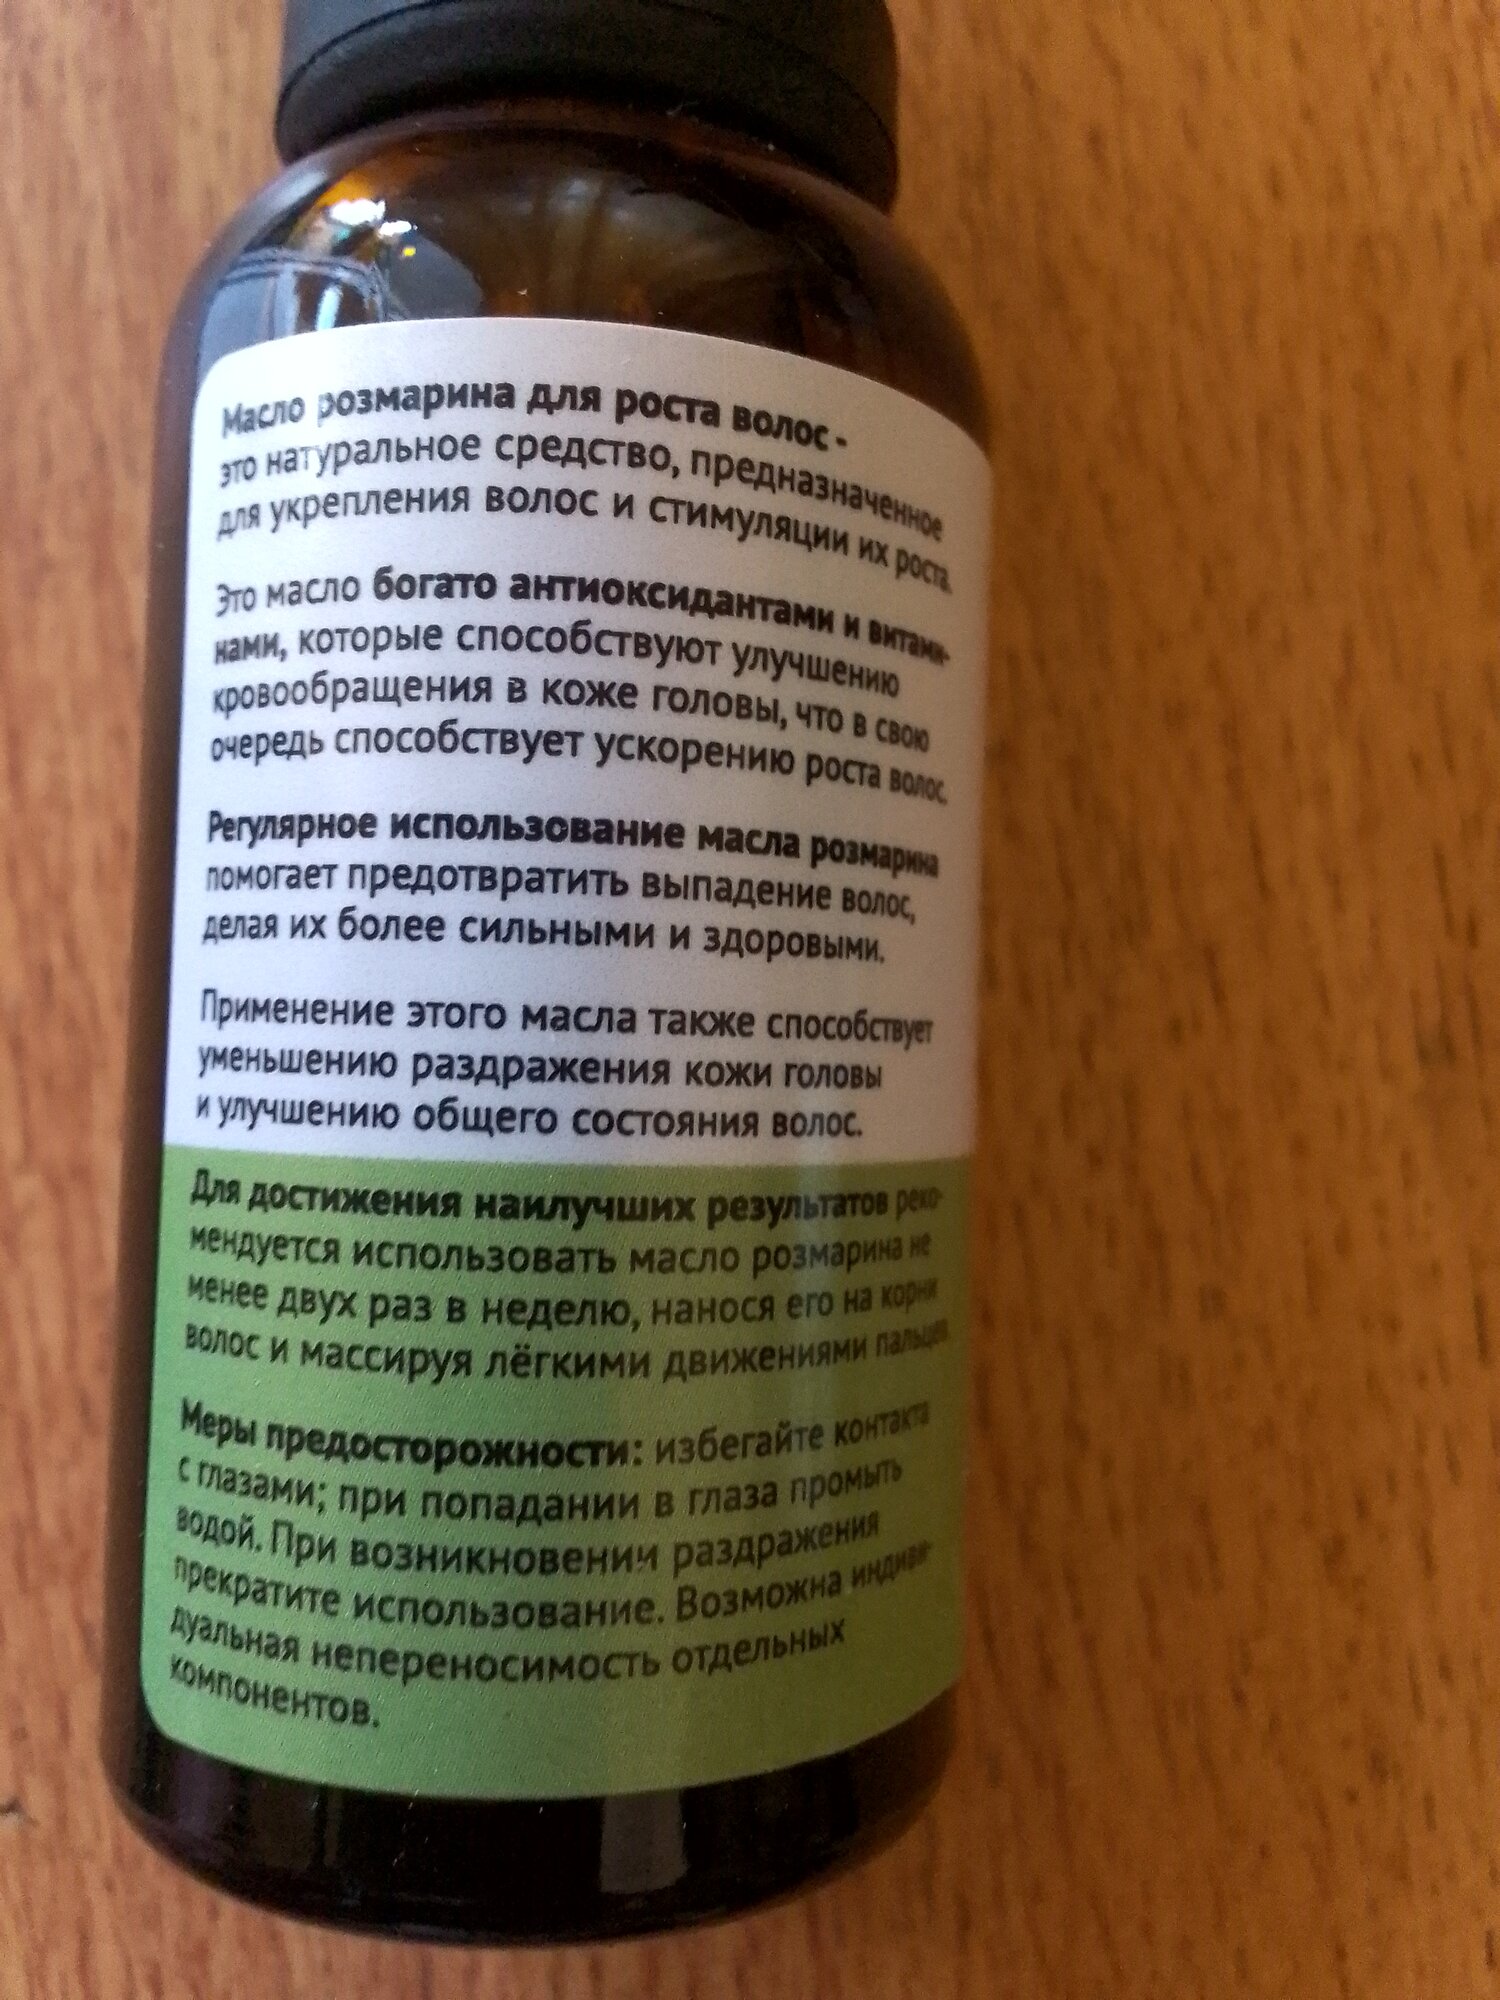 Масло розмарина для роста волос -
это натуральное средство, предназначенное
для укрепления волос и стимуляции их роста.
Это масло богато антиоксидантами и витами-
нами, которые способствуют улучшению
кровообращения в коже головы, что в свою
очередь способствует ускорению роста волос.
Регулярное использование масла розмарина
помогает предотвратить выпадение волос,
делая их более сильными и здоровыми.
Применение этого масла также способствует
уменьшению раздражения кожи головы
и улучшению общего состояния волос.
Для достижения наилучших результатов реко-
мендуется использовать масло розмарина не
менее двух раз в неделю, нанося его на корни
волос и массируя лёгкими движениями пальцев
Меры предосторожности: избегайте контакта
с глазами; при попадании в глаза промыть
водой. При возникновении раздражения
прекратите использование. Возможна индиви-
дуальная непереносимость отдельных
компонентов.